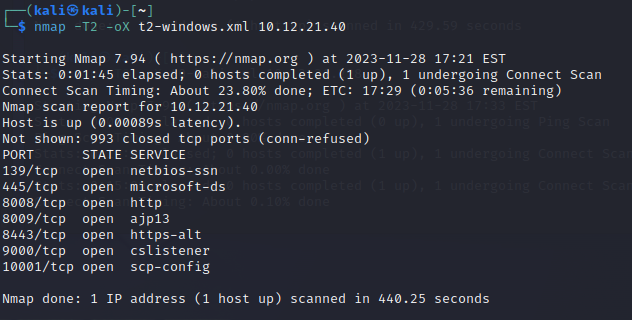 ┌──(kali㉿kali)-[~]
└─$ nmap -T2 -oX t2-windows.xml 10.12.21.40
Starting Nmap 7.94 ( https://nmap.org ) at 2023-11-28 17:21 EST
Stats: 0:01:45 elapsed; 0 hosts completed (1 up), 1 undergoing Connect Scan
Connect Scan Timing: About 23.80% done; ETC: 17:29 (0:05:36 remaining)
Nmap scan report for 10.12.21.40
Host is up (0.00089s latency).
Not shown: 993 closed tcp ports (conn-refused)
PORT      STATE SERVICE
139/tcp   open  netbios-ssn
445/tcp   open  microsoft-ds
8008/tcp  open  http
8009/tcp  open  ajp13
8443/tcp  open  https-alt
9000/tcp  open  cslistener
10001/tcp open  scp-config
Nmap done: 1 IP address (1 host up) scanned in 440.25 seconds